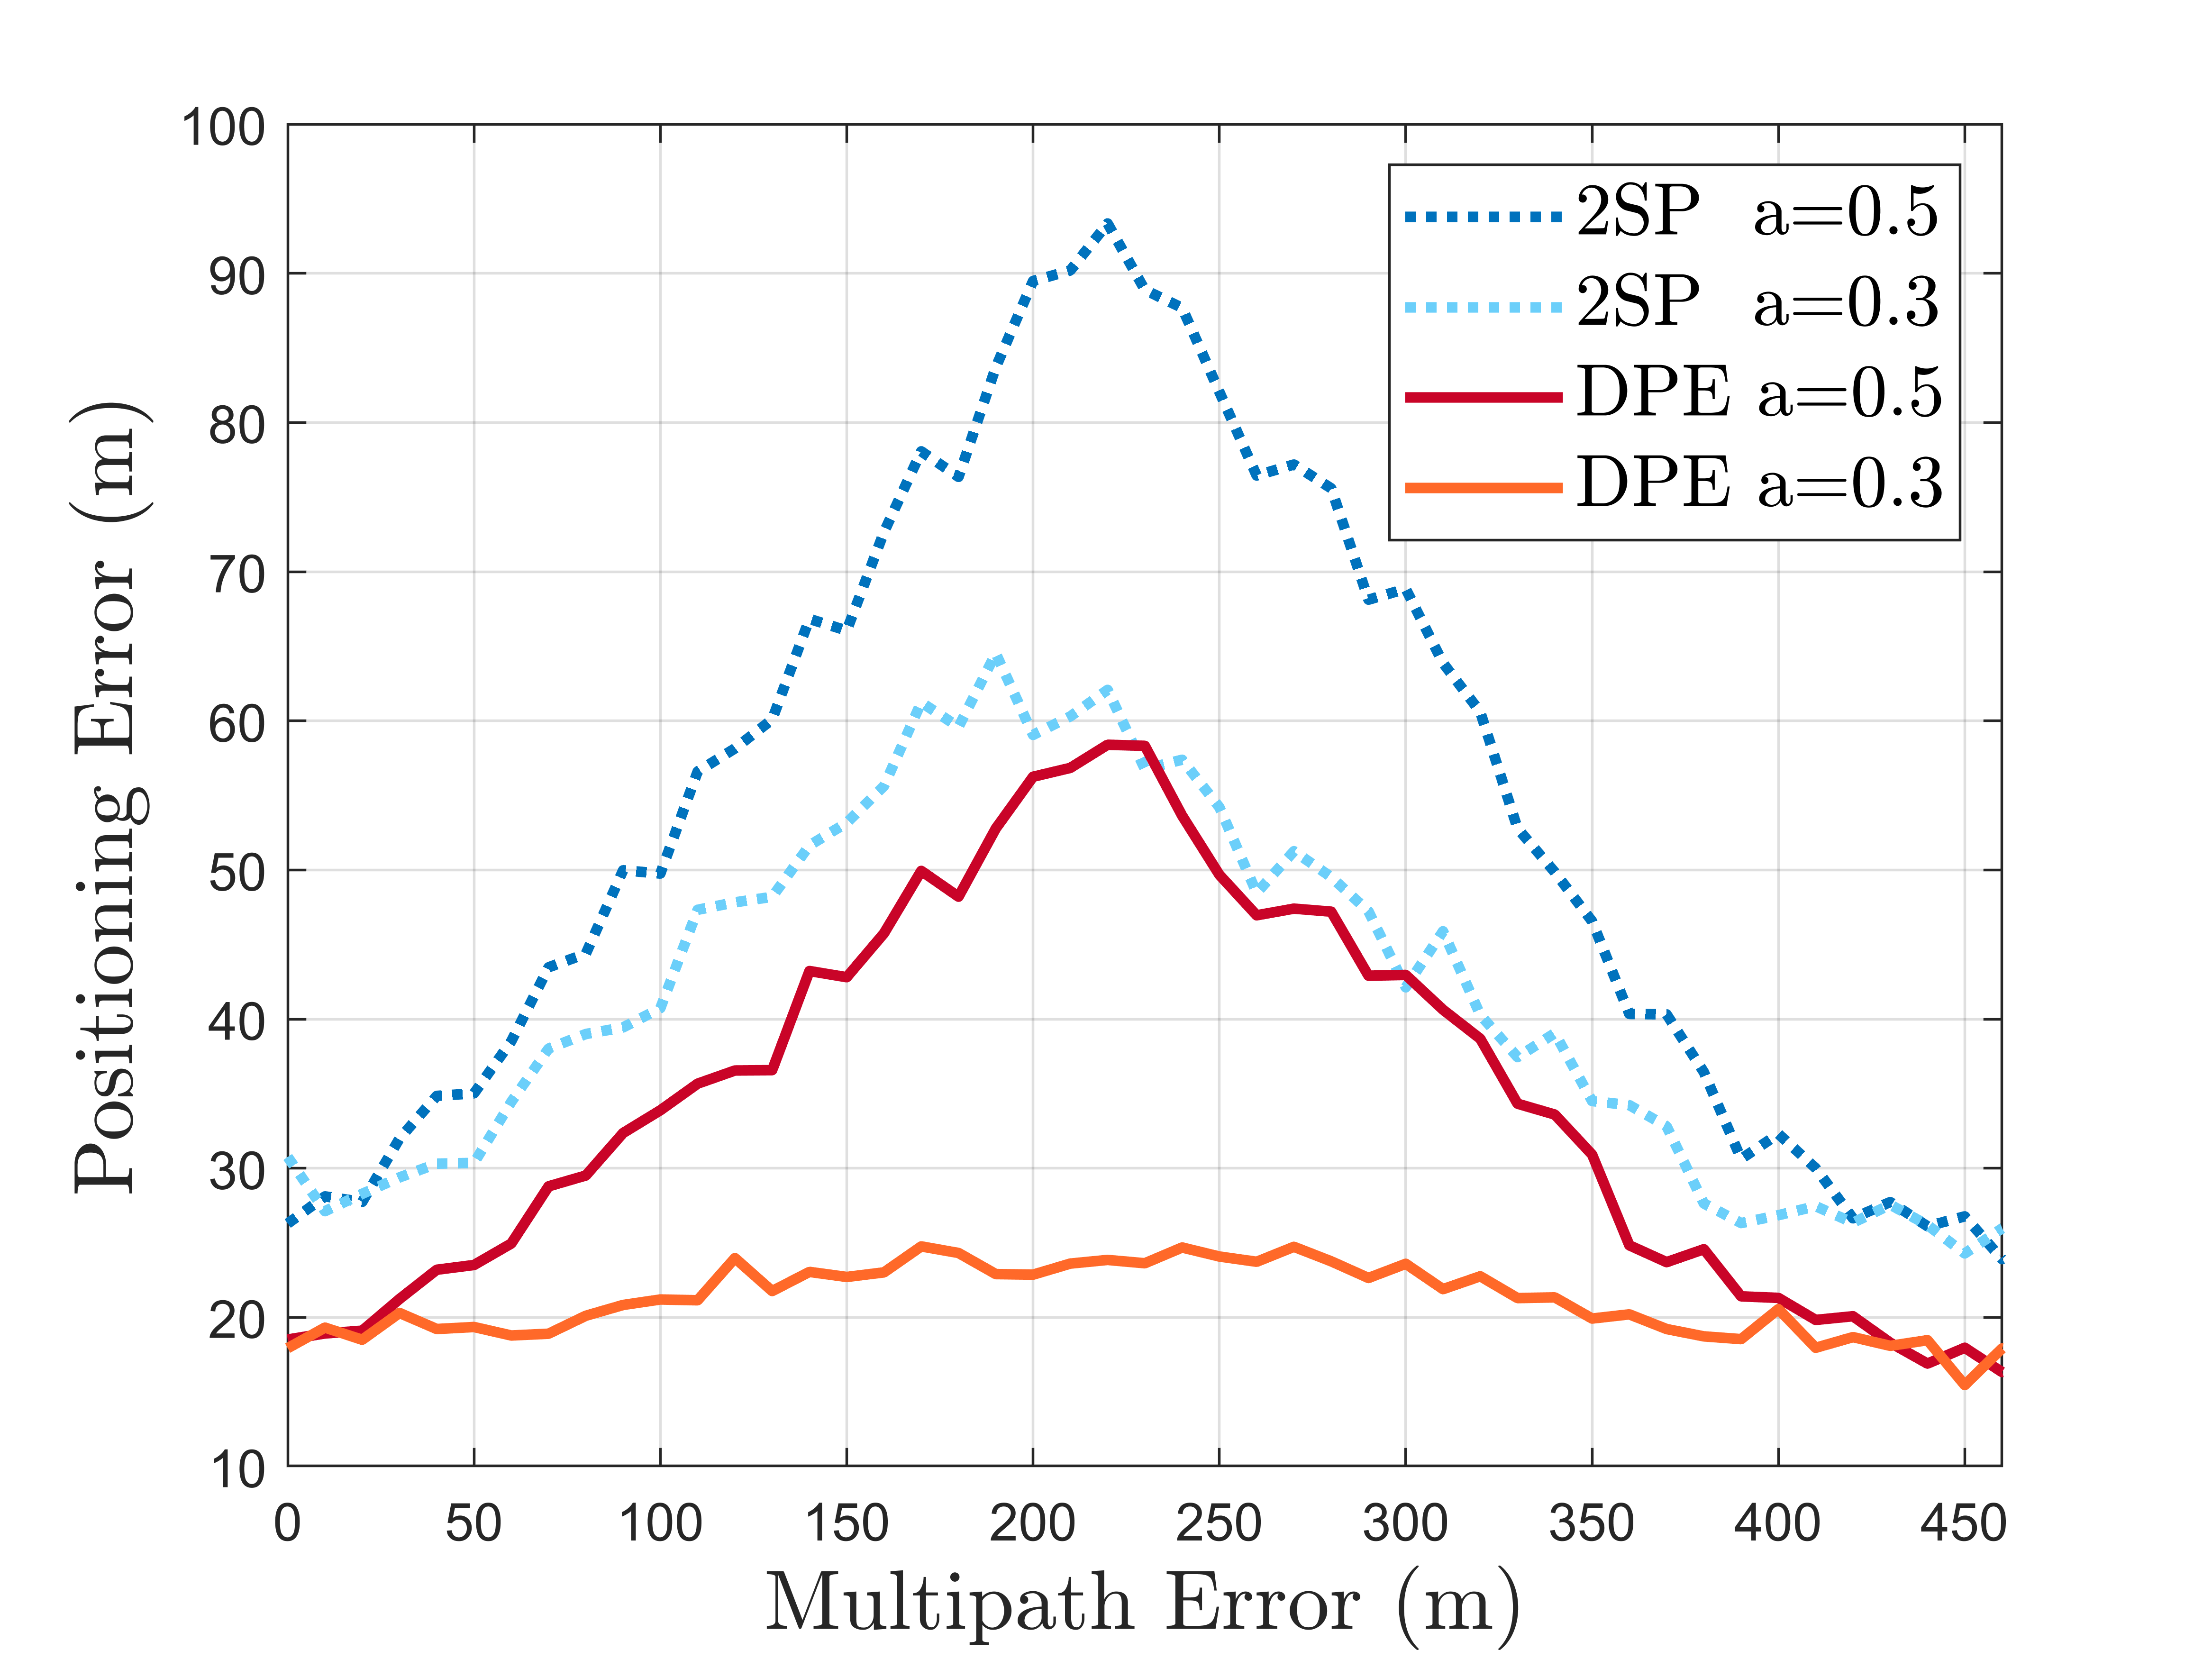 100
90
80
70
60
50
40
30
20
10
Positioning Error (m)
2SP a=0.5
2SP a=0.3
DPE a=0.5
DPE a=0.3
0 50 100 150 200 250 300 350 400 450
Multipath Error (m)